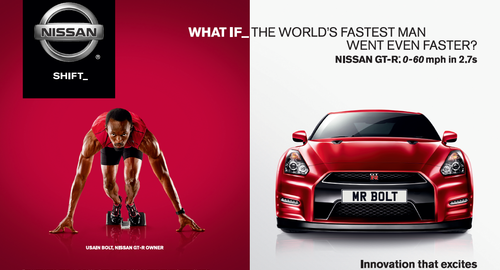 NISSAN
SHIFT_
®
WHAT IF_ THE WORLD'S FASTEST MAN
WENT EVEN FASTER?
NISSAN GT-R, 0-60 mph in 2.7s
USAIN BOLT, NISSAN GT-R OWNER
MR BOLT
Innovation that excites